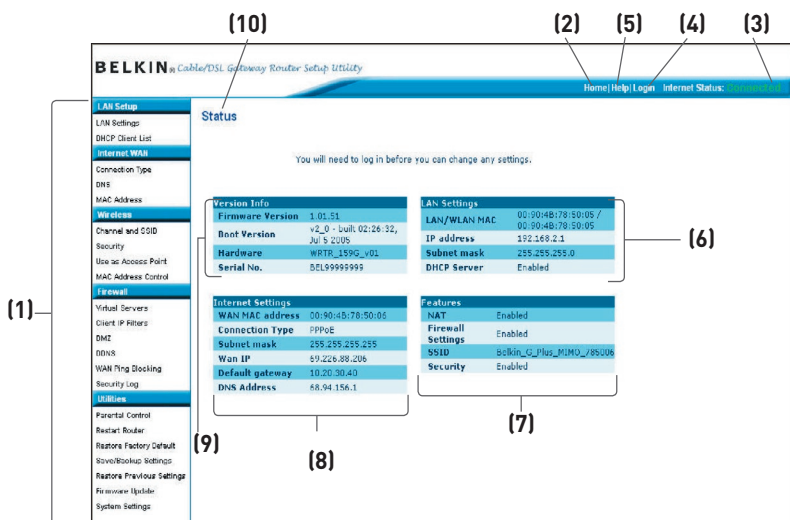 (10) (2) (5) (4) (3)
BELKIN® Cable/DSL Gateway Router Setup Utility
Home|Help|Login Internet Status: Connected
(1)
LAN Setup
LAN Settings
DHCP Client List
Internet WAN
Connection Type
DNS
MAC Address
Wireless
Channel and SSID
Security
Use as Access Point
MAC Address Control
Firewall
Virtual Servers
Client IP Filters
DMZ
DDNS
WAN Ping Blocking
Security Log
Utilities
Parental Control
Restart Router
Restore Factory Default
Save/Backup Settings
Restore Previous Settings
Firmware Update
System Settings
Status
You will need to log in before you can change any settings.
Version Info
Firmware Version 1.01.51
Boot Version v2_0 - built 02:26:32,
Jul 5 2005
Hardware WRTR_159G_v01
Serial No. BEL99999999
(9)
LAN Settings
LAN/WLAN MAC 00:90:4B:78:50:05 /
00:90:4B:78:50:05
IP address 192.168.2.1
Subnet mask 255.255.255.0
DHCP Server Enabled
(6)
Internet Settings
WAN MAC address 00:90:4B:78:50:06
Connection Type PPPoE
Subnet mask 255.255.255.255
Wan IP 69.226.88.206
Default gateway 10.20.30.40
DNS Address 68.94.156.1
(8)
Features
NAT Enabled
Firewall
Settings Enabled
SSID Belkin_G_Plus_MIMO_785006
Security Enabled
(7)